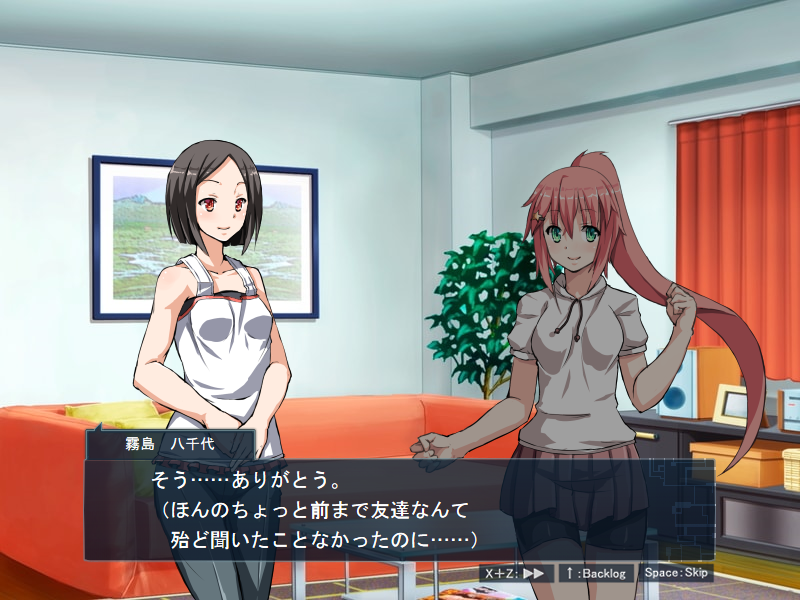 霧島　八千代
そう……ありがとう。
（ほんのちょっと前まで友達なんて
殆ど聞いたことなかったのに……）
X+Z:▶▶ ↑:Backlog Space:Skip